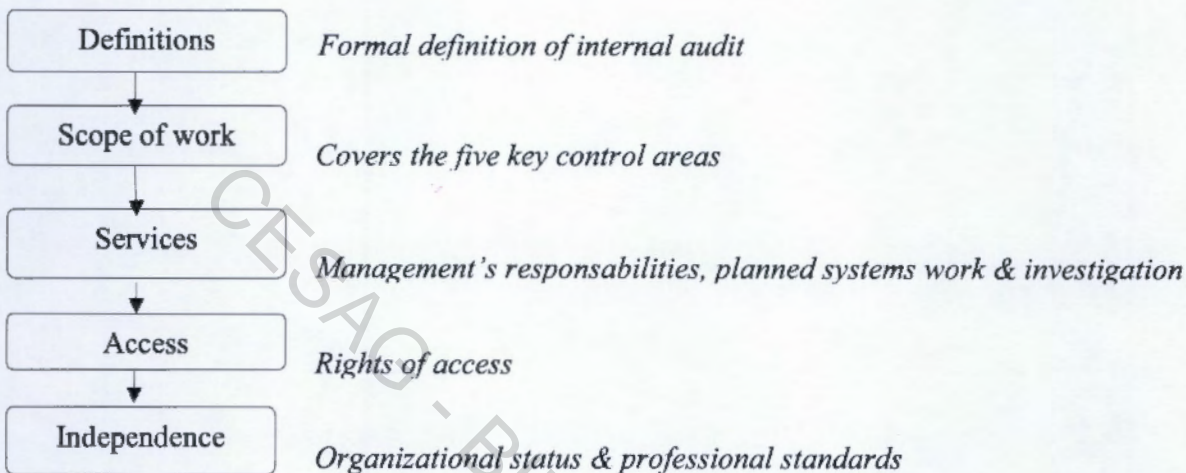 Definitions
Formal definition of internal audit
Scope of work
Covers the five key control areas
Services
Management's responsabilities, planned systems work & investigation
Access
Rights of access
Independence
Organizational status & professional standards
CESAG - B